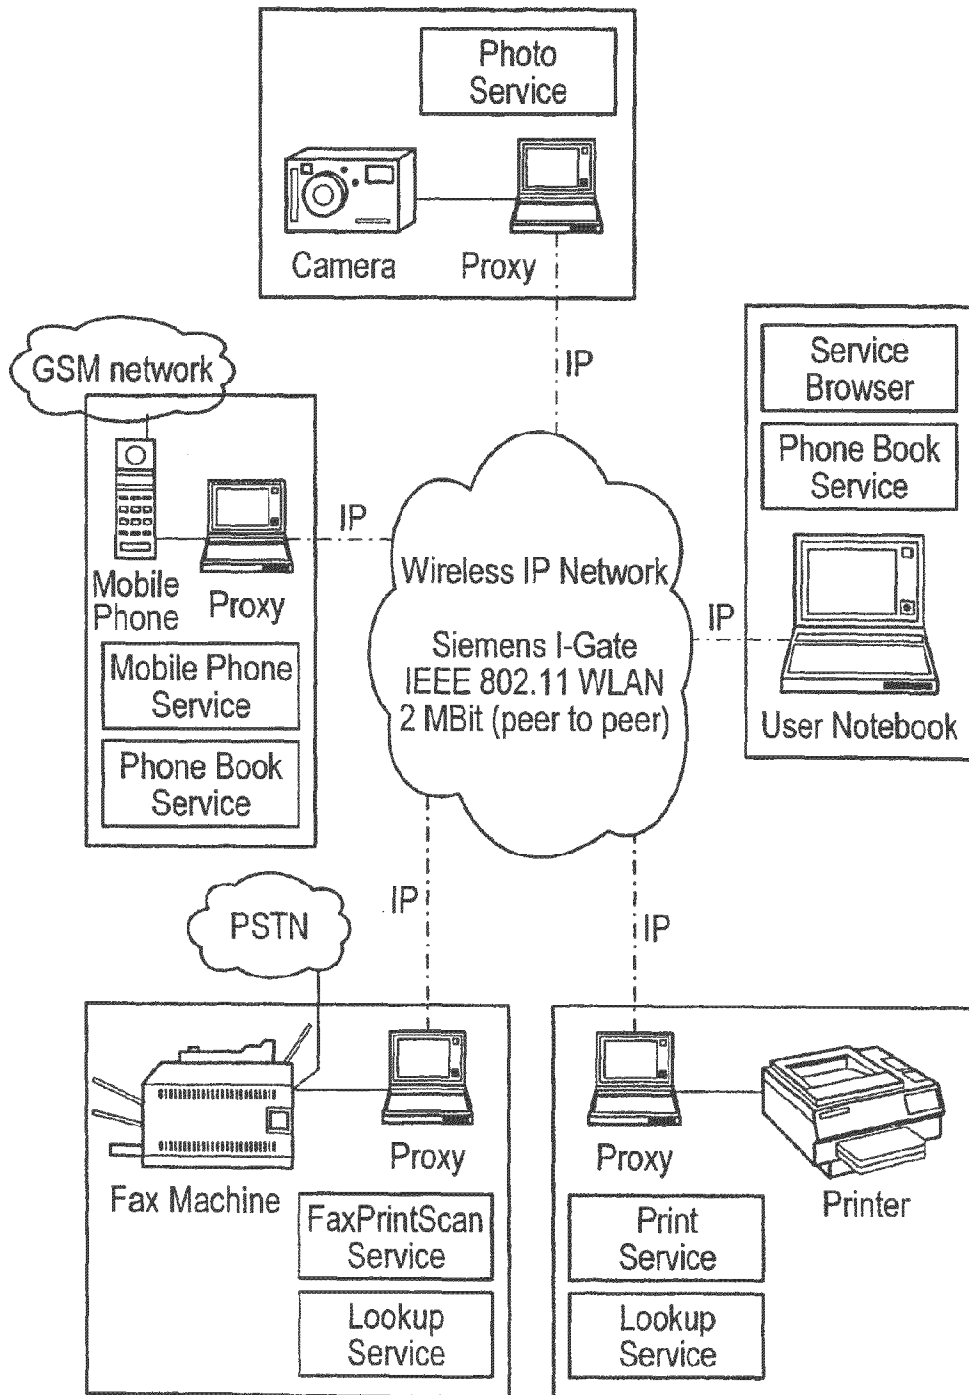 Photo
Service
Camera
Proxy
IP
GSM network
Service
Browser
Phone Book
Service
IP
Mobile
Phone
Proxy
Wireless IP Network
Siemens I-Gate
IEEE 802.11 WLAN
2 MBit (peer to peer)
IP
User Notebook
Mobile Phone
Service
Phone Book
Service
IP
IP
PSTN
Fax Machine
Proxy
FaxPrintScan
Service
Lookup
Service
Proxy
Printer
Print
Service
Lookup
Service